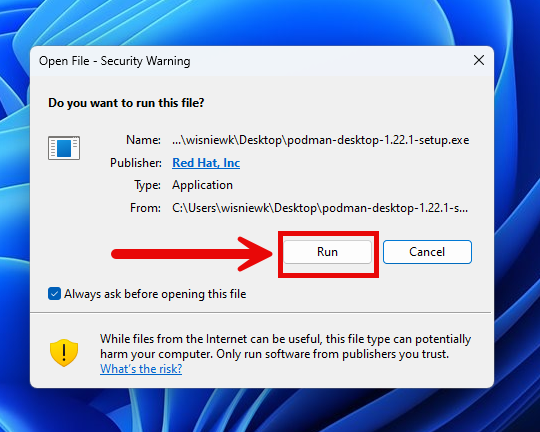 Open File - Security Warning
Do you want to run this file?
Name: ...\wisniewk\Desktop\podman-desktop-1.22.1-setup.exe
Publisher: Red Hat, Inc
Type: Application
From: C:\Users\wisniewk\Desktop\podman-desktop-1.22.1-s...
Run Cancel
Always ask before opening this file
While files from the Internet can be useful, this file type can potentially
harm your computer. Only run software from publishers you trust.
What's the risk?